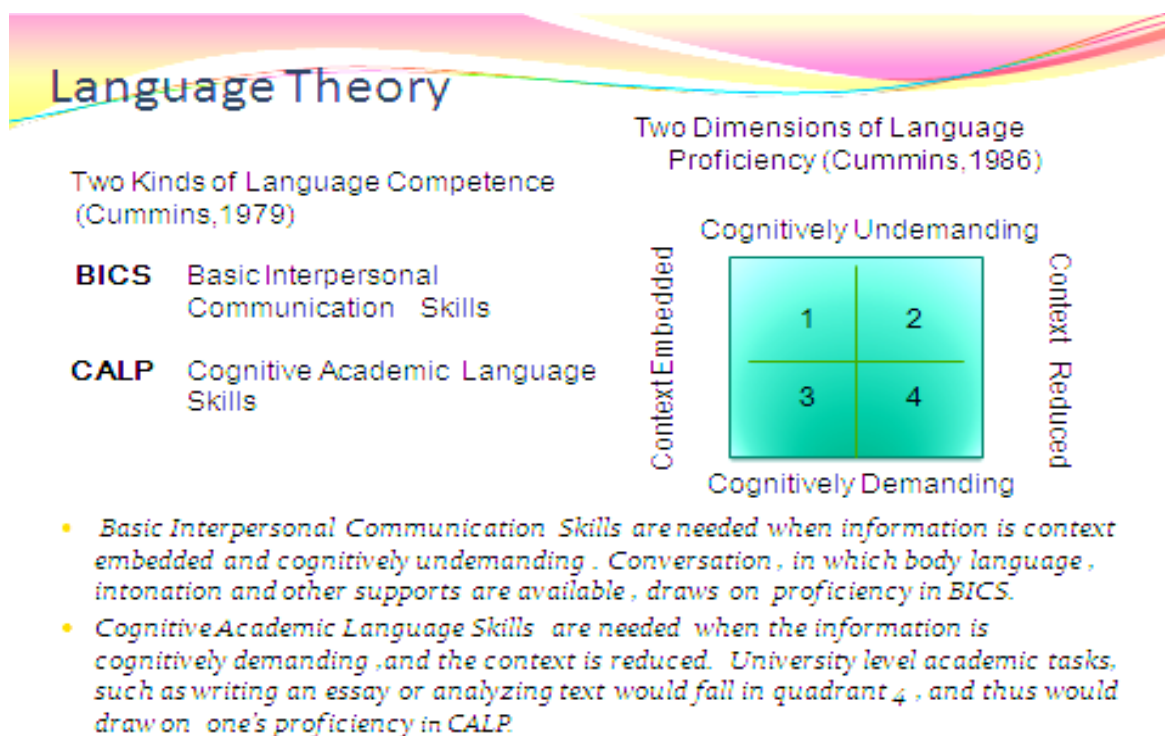 Language Theory
Two Dimensions of Language
Proficiency (Cummins,1986)
Two Kinds of Language Competence
(Cummins,1979)
BICS Basic Interpersonal
Communication Skills
CALP Cognitive Academic Language
Skills
Cognitively Undemanding
Context Embedded
Context Reduced
1 2
3 4
Cognitively Demanding
• Basic Interpersonal Communication Skills are needed when information is context
embedded and cognitively undemanding . Conversation , in which body language ,
intonation and other supports are available , draws on proficiency in BICS.
• Cognitive Academic Language Skills are needed when the information is
cognitively demanding ,and the context is reduced. University level academic tasks,
such as writing an essay or analyzing text would fall in quadrant 4 , and thus would
draw on one's proficiency in CALP.